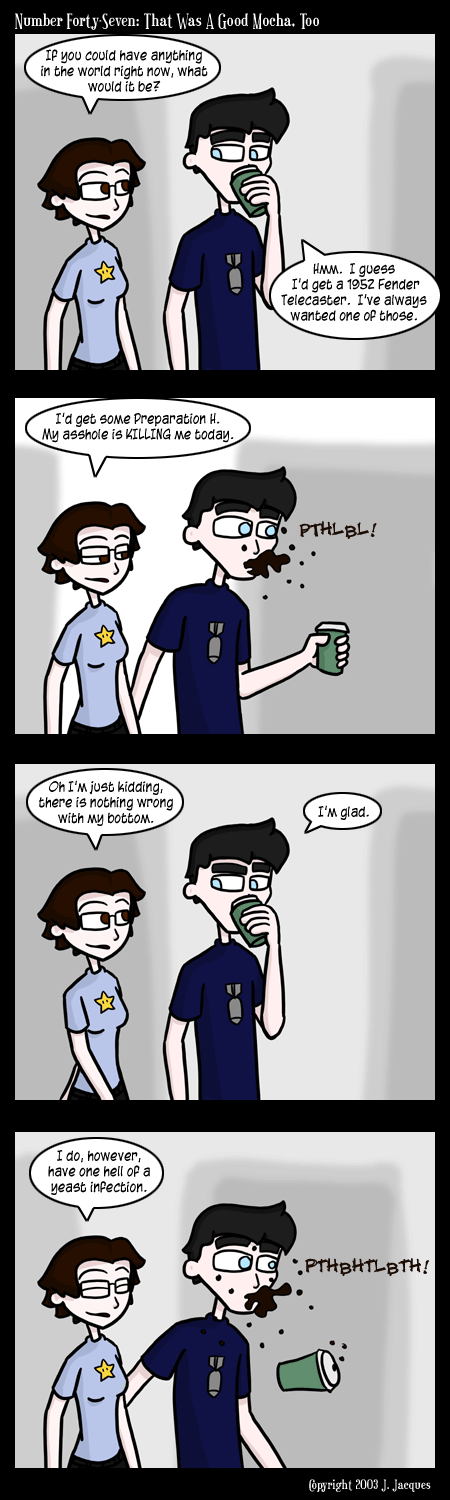 Number Forty-Seven: That Was A Good Mocha, Too
If you could have anything
in the world right now, what
would it be?
Hmm. I guess
I'd get a 1952 Fender
Telecaster. I've always
wanted one of those.
I'd get some Preparation H.
My asshole is KILLING me today.
PTHLBL!
Oh I'm just kidding,
there is nothing wrong
with my bottom.
I'm glad.
I do, however,
have one hell of a
yeast infection.
PTHBHTLBTH!
Copyright 2003 J. Jacques